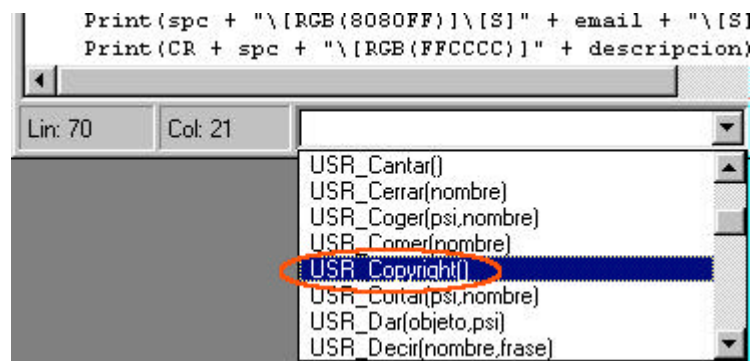 Print(spc + "\[RGB(8080FF)]\[S]" + email + "\[S]
Print(CR + spc + "\[RGB(FFCCCC)]" + descripcion)
Lin: 70
Col: 21
USR_Cantar()
USR_Cerrar(nombre)
USR_Coger(psi,nombre)
USR_Comer(nombre)
USR_Copyright()
USR_Cortar(psi,nombre)
USR_Dar(objeto,psi)
USR_Decir(nombre,frase)